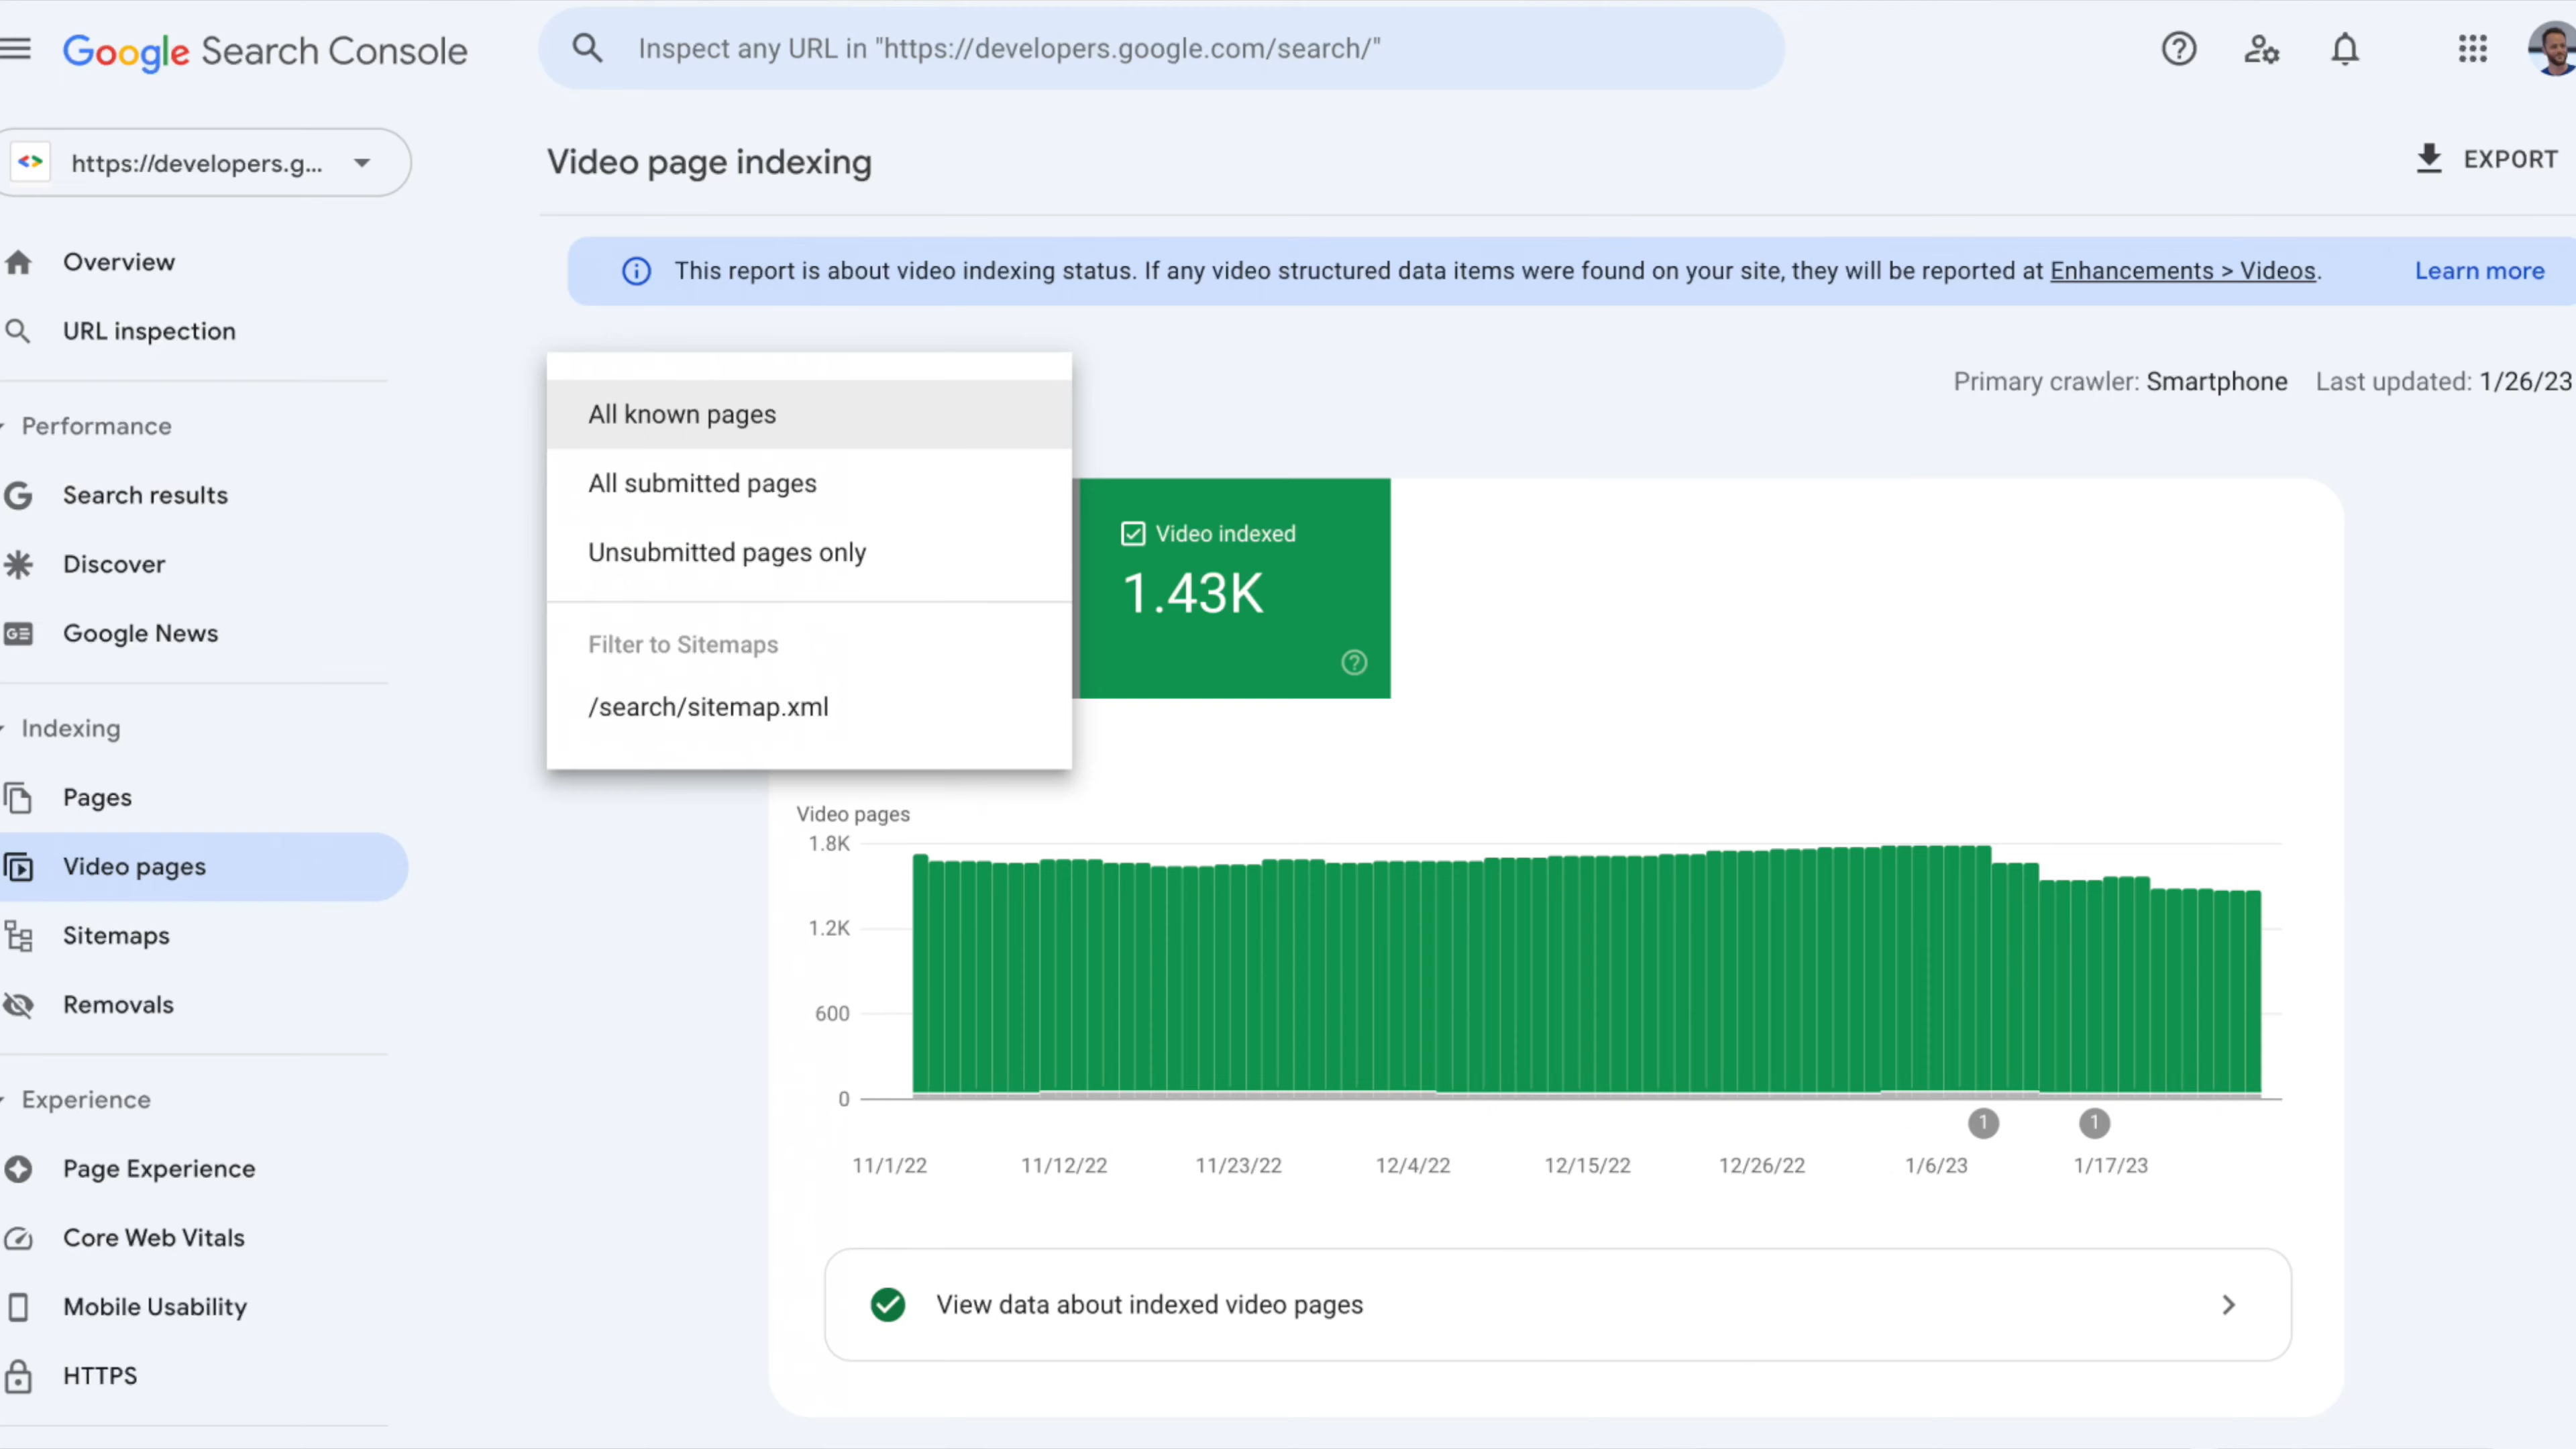 Google Search Console
Inspect any URL in "https://developers.google.com/search/"
https://developers.g...
Video page indexing
EXPORT
This report is about video indexing status. If any video structured data items were found on your site, they will be reported at Enhancements > Videos.
Learn more
Overview
URL inspection
Performance
Search results
Discover
Google News
Indexing
Pages
Video pages
Sitemaps
Removals
Experience
Page Experience
Core Web Vitals
Mobile Usability
HTTPS
All known pages
All submitted pages
Unsubmitted pages only
Filter to Sitemaps
/search/sitemap.xml
Primary crawler: Smartphone
Last updated: 1/26/23
Video indexed
1.43K
Video pages
1.8K
1.2K
600
0
1
1
11/1/22
11/12/22
11/23/22
12/4/22
12/15/22
12/26/22
1/6/23
1/17/23
View data about indexed video pages